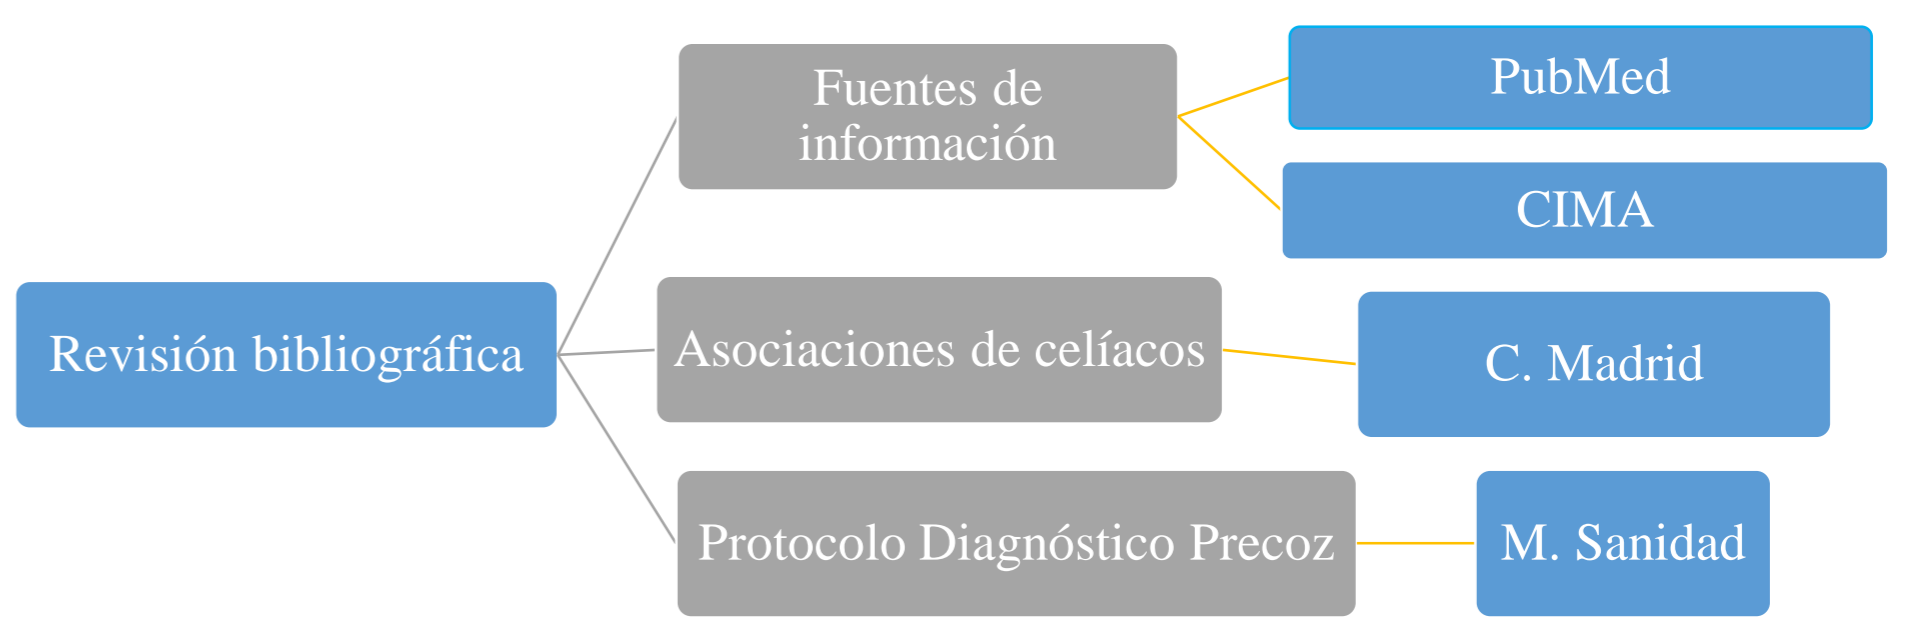 Revisión bibliográfica
Fuentes de
información
PubMed
CIMA
Asociaciones de celíacos
C. Madrid
Protocolo Diagnóstico Precoz
M. Sanidad